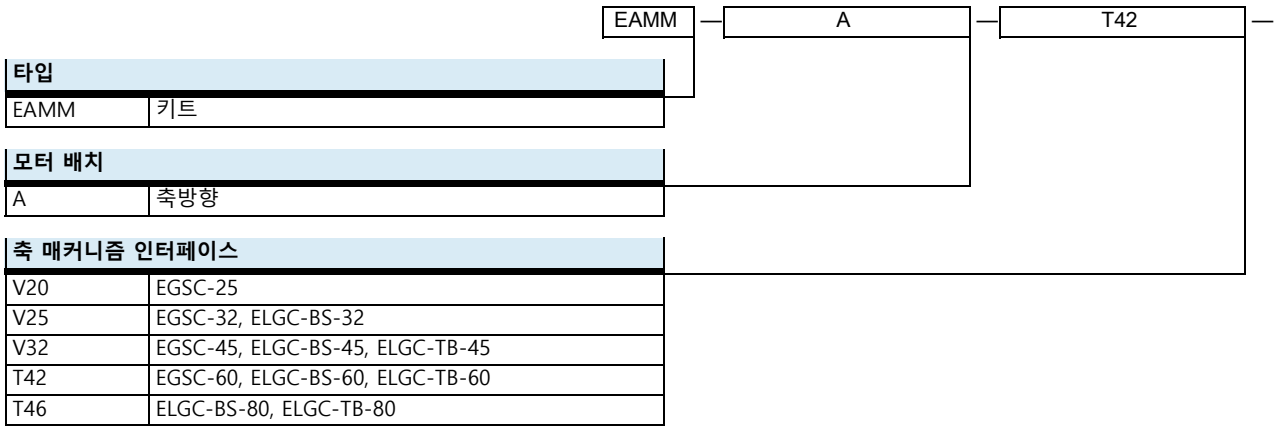 EAMM — A — T42 —
타입
EAMM 키트
모터 배치
A 축방향
축 매커니즘 인터페이스
V20 EGSC-25
V25 EGSC-32, ELGC-BS-32
V32 EGSC-45, ELGC-BS-45, ELGC-TB-45
T42 EGSC-60, ELGC-BS-60, ELGC-TB-60
T46 ELGC-BS-80, ELGC-TB-80